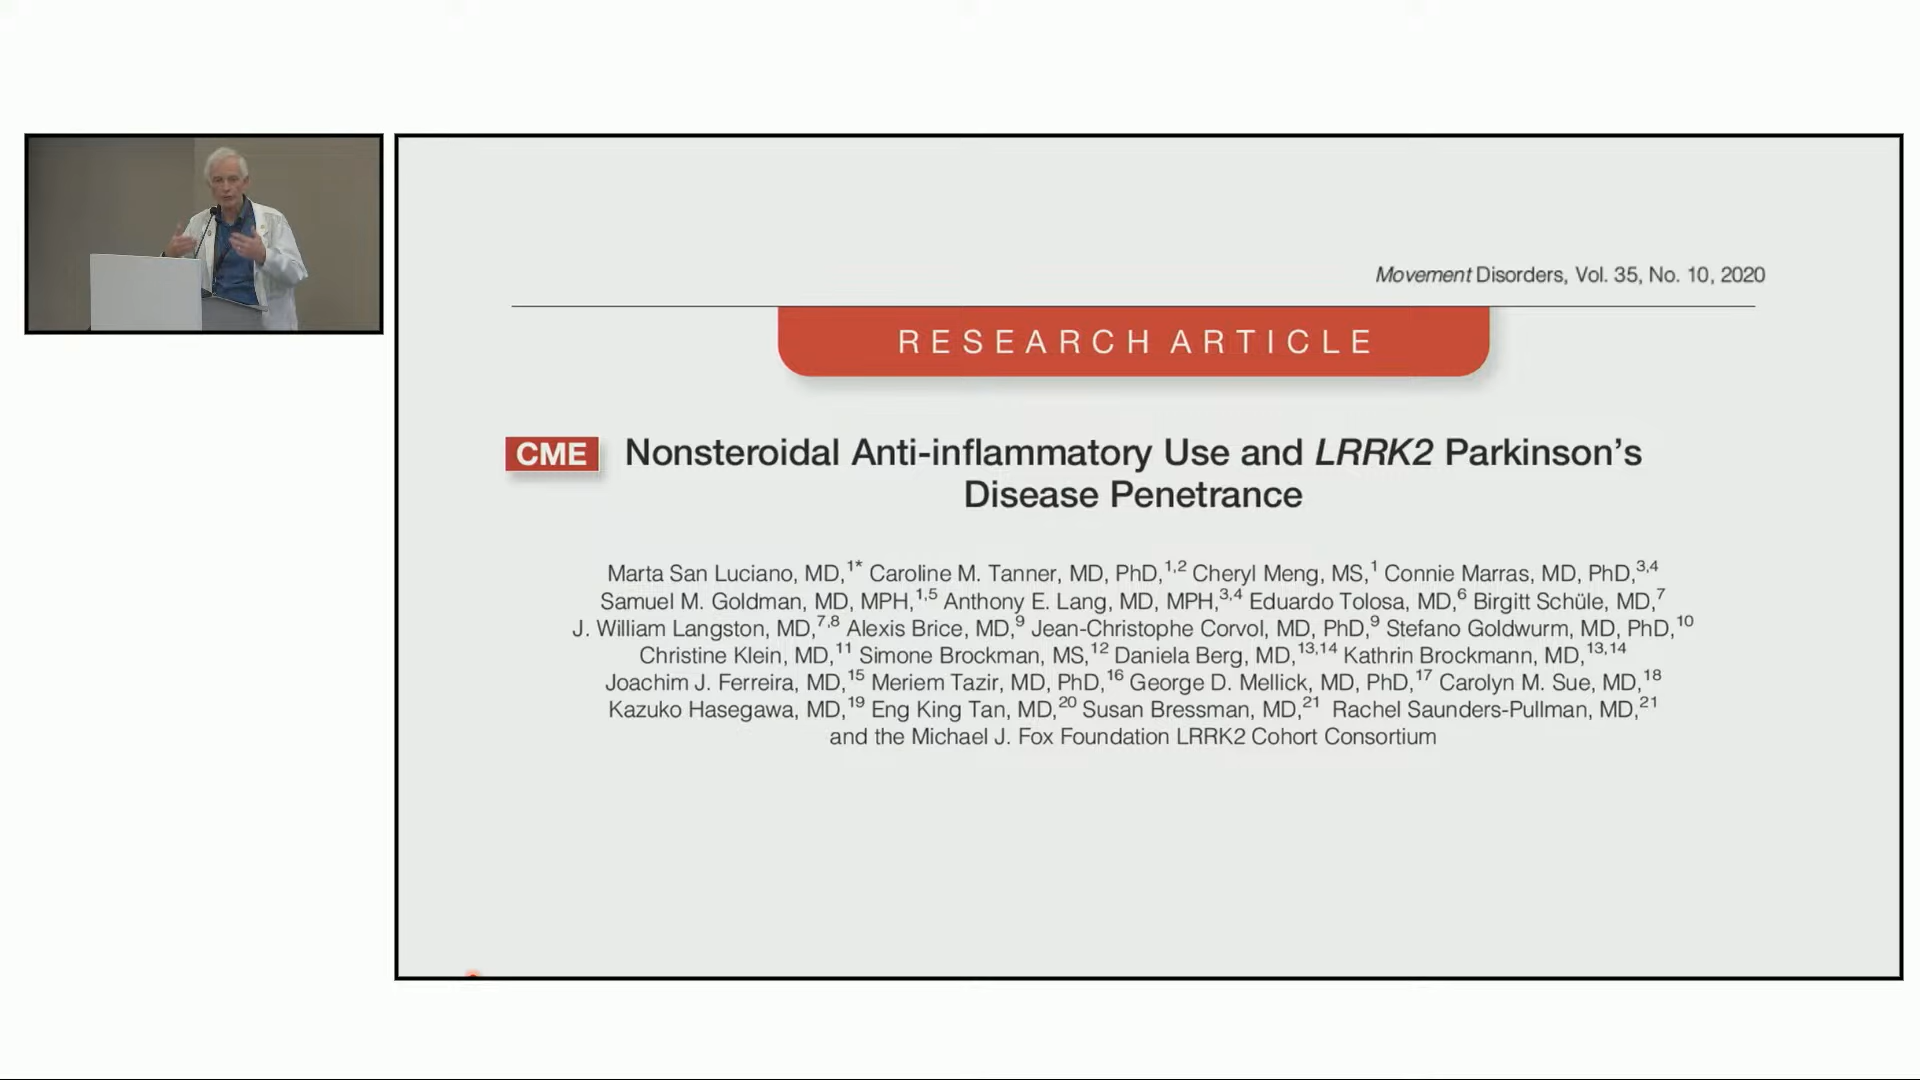 Movement Disorders, Vol. 35, No. 10, 2020
RESEARCH ARTICLE
CME Nonsteroidal Anti-inflammatory Use and LRRK2 Parkinson's
Disease Penetrance
Marta San Luciano, MD,1* Caroline M. Tanner, MD, PhD,1,2 Cheryl Meng, MS,1 Connie Marras, MD, PhD,3,4
Samuel M. Goldman, MD, MPH,1,5 Anthony E. Lang, MD, MPH,3,4 Eduardo Tolosa, MD,6 Birgitt Schüle, MD,7
J. William Langston, MD,7,8 Alexis Brice, MD,9 Jean-Christophe Corvol, MD, PhD,9 Stefano Goldwurm, MD, PhD,10
Christine Klein, MD,11 Simone Brockman, MS,12 Daniela Berg, MD,13,14 Kathrin Brockmann, MD,13,14
Joachim J. Ferreira, MD,15 Meriem Tazir, MD, PhD,16 George D. Mellick, MD, PhD,17 Carolyn M. Sue, MD,18
Kazuko Hasegawa, MD,19 Eng King Tan, MD,20 Susan Bressman, MD,21 Rachel Saunders-Pullman, MD,21
and the Michael J. Fox Foundation LRRK2 Cohort Consortium